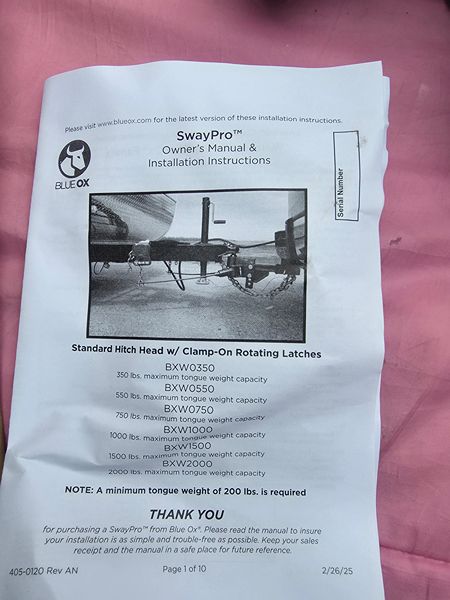 Please visit www.blueox.com for the latest version of these installation instructions.
SwayPro™
Owner's Manual &
Installation Instructions
BLUE OX
Serial Number
Standard Hitch Head w/ Clamp-On Rotating Latches
BXW0350
350 lbs. maximum tongue weight capacity
BXW0550
550 lbs. maximum tongue weight capacity
BXW0750
750 lbs. maximum tongue weight capacity
BXW1000
1000 lbs. maximum tongue weight capacity
BXW1500
1500 lbs. maximum tongue weight capacity
BXW2000
2000 lbs. maximum tongue weight capacity
NOTE: A minimum tongue weight of 200 lbs. is required
THANK YOU
for purchasing a SwayPro™ from Blue Ox®. Please read the manual to insure
your installation is as simple and trouble-free as possible. Keep your sales
receipt and the manual in a safe place for future reference.
405-0120 Rev AN
Page 1 of 10
2/26/25